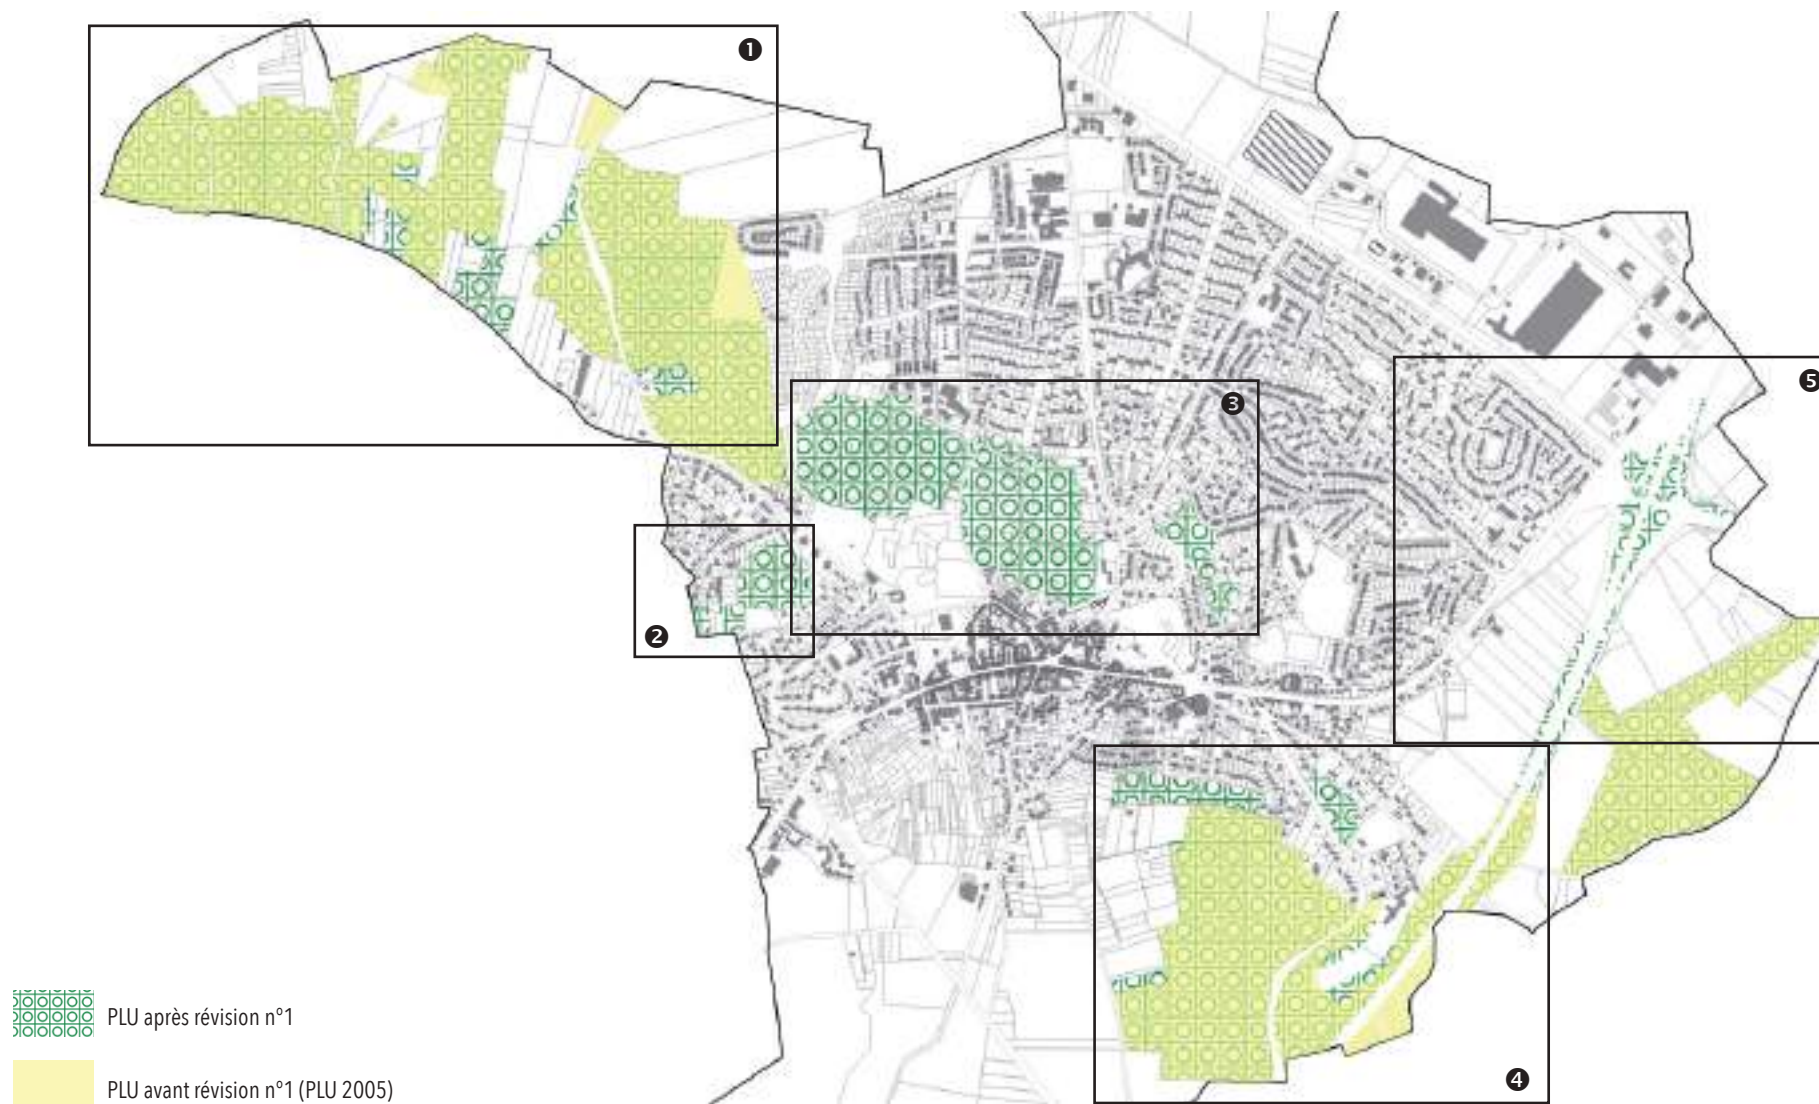 ❶
❺
❸
❷
PLU après révision n°1
❹
PLU avant révision n°1 (PLU 2005)